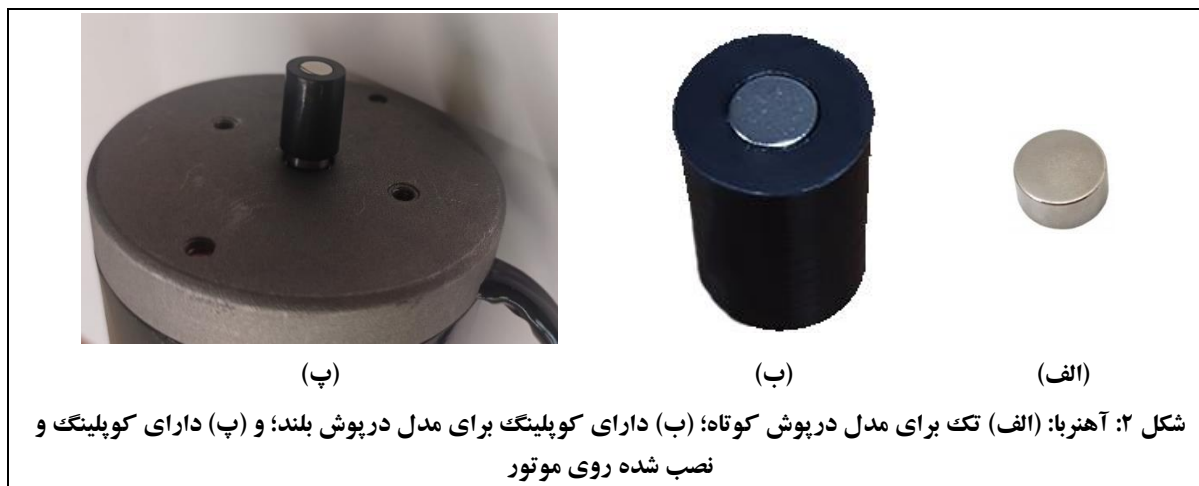 (الف) (ب) (پ)
شکل ۲: آهنربا: (الف) تک برای مدل درپوش کوتاه؛ (ب) دارای کوپلینگ برای مدل درپوش بلند؛ و (پ) دارای کوپلینگ و
نصب شده روی موتور